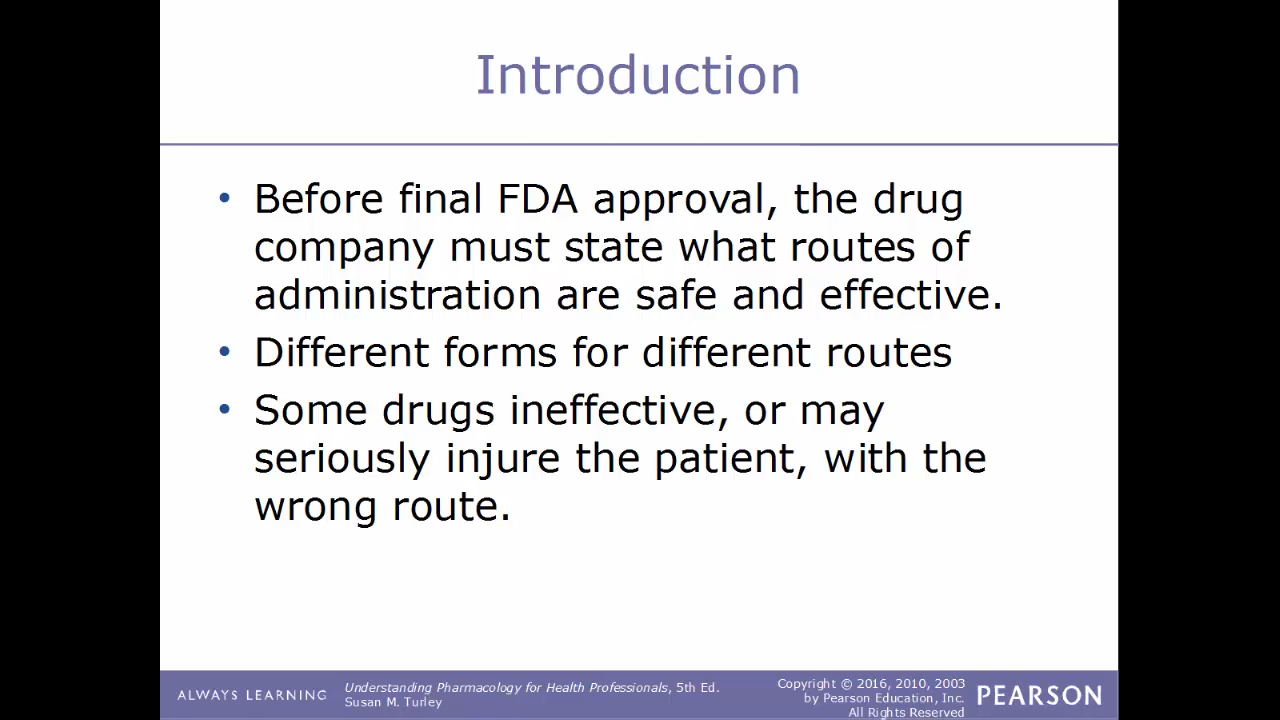 Introduction
• Before final FDA approval, the drug
company must state what routes of
administration are safe and effective.
• Different forms for different routes
• Some drugs ineffective, or may
seriously injure the patient, with the
wrong route.
ALWAYS LEARNING
Understanding Pharmacology for Health Professionals, 5th Ed.
Susan M. Turley
Copyright © 2016, 2010, 2003
by Pearson Education, Inc.
All Rights Reserved
PEARSON